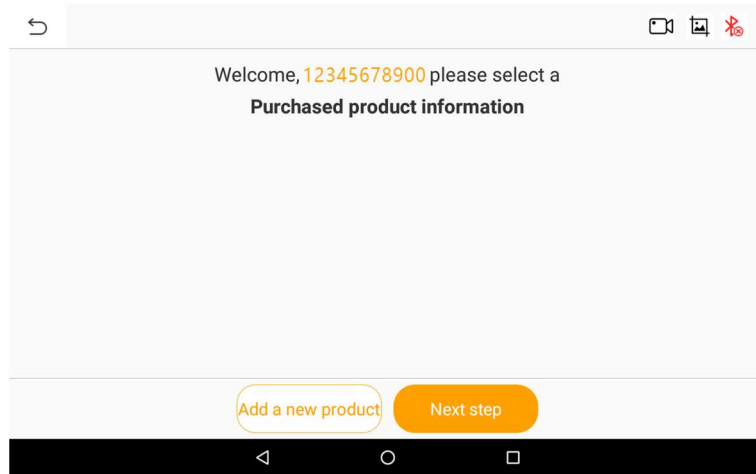 Welcome, 12345678900 please select a
Purchased product information
Add a new product
Next step